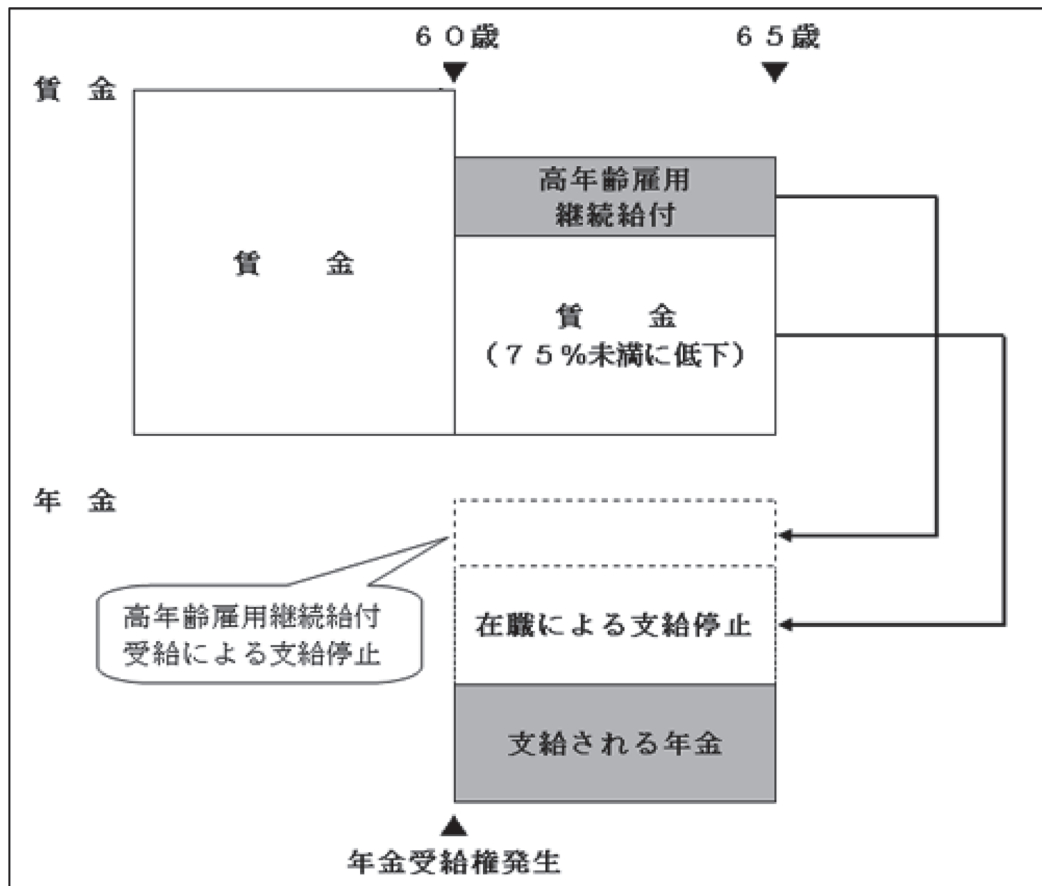 ６０歳
６５歳
賃 金
高年齢雇用
継続給付
賃 金
賃 金
（７５％未満に低下）
年 金
高年齢雇用継続給付
受給による支給停止
在職による支給停止
支給される年金
年金受給権発生